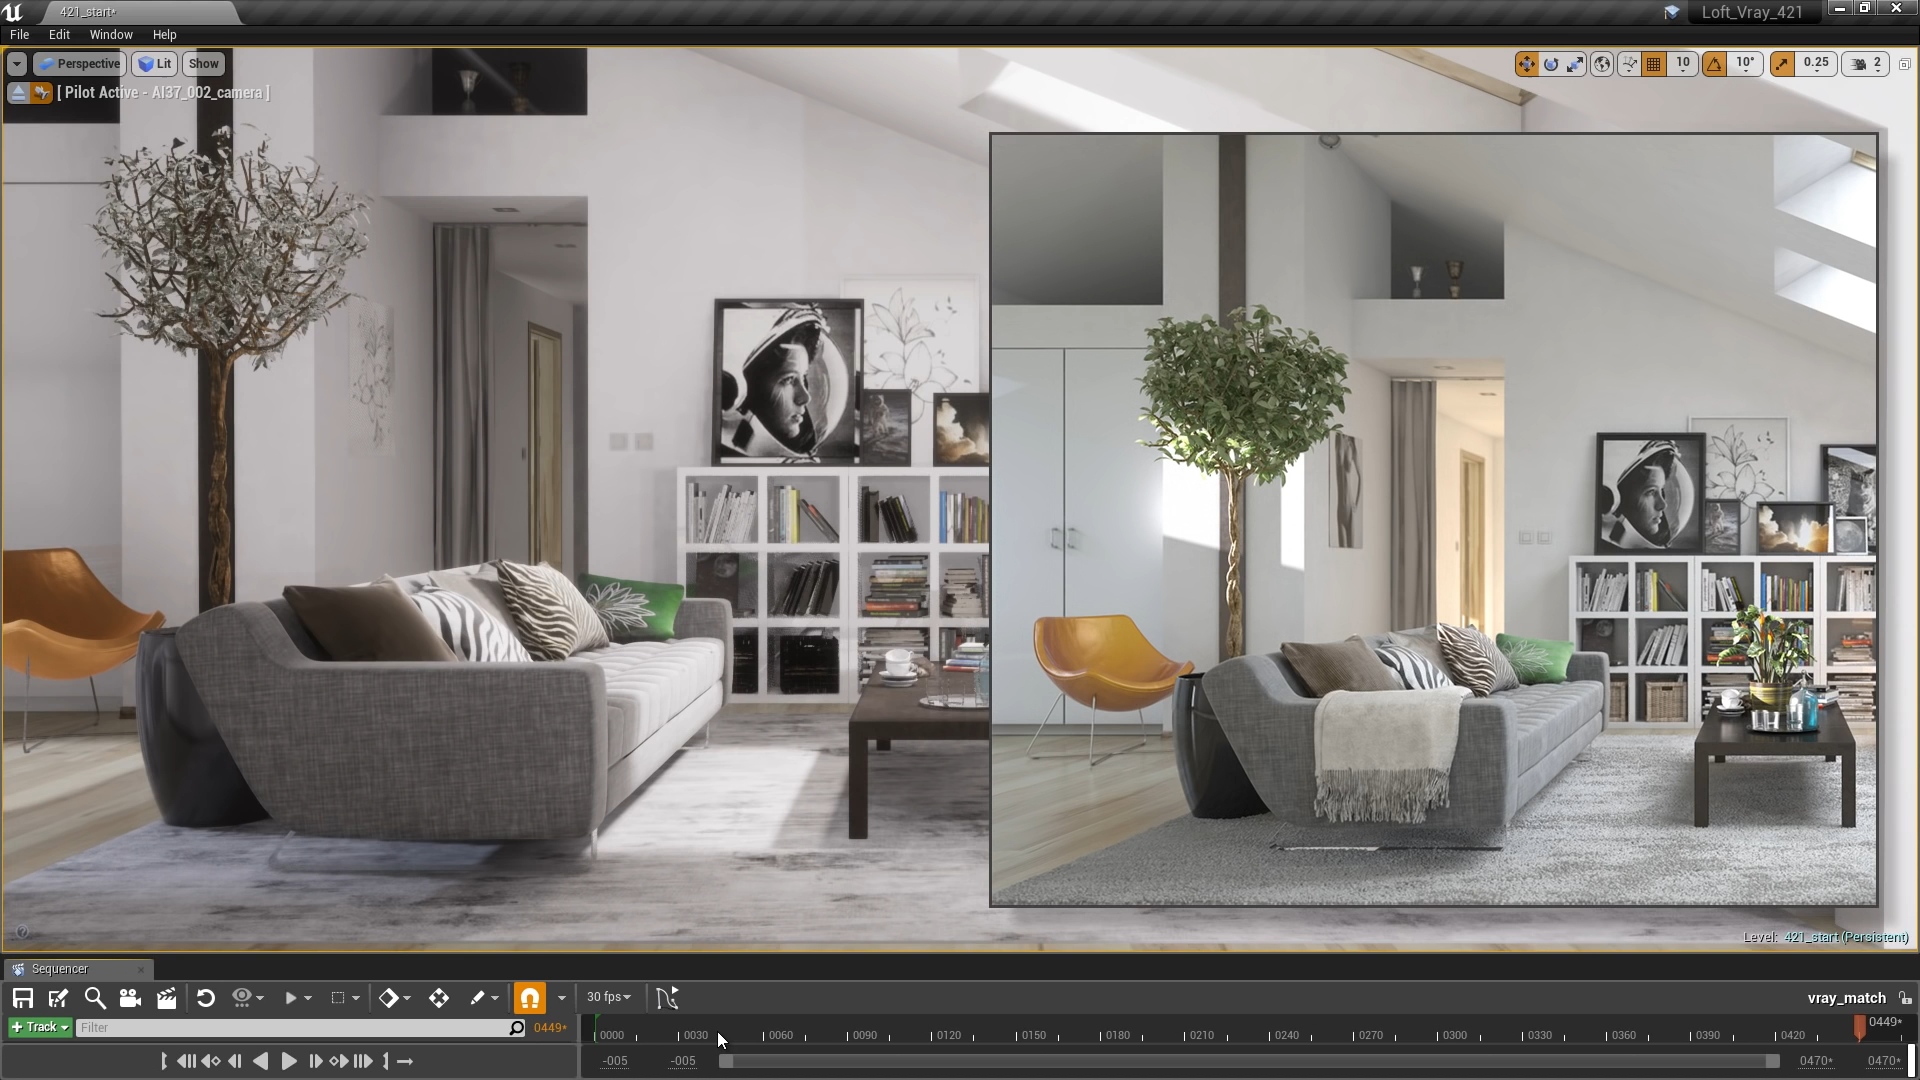 421_start*
Loft_Vray_421
File Edit Window Help
Perspective Lit Show
10 10° 0.25 2
[ Pilot Active - AI37_002_camera ]
Level: 421_start (Persistent)
Sequencer
30 fps
vray_match
+ Track Filter 0449*
0000 0030 0060 0090 0120 0150 0180 0210 0240 0270 0300 0330 0360 0390 0420 0449*
-005 -005 0470* 0470*